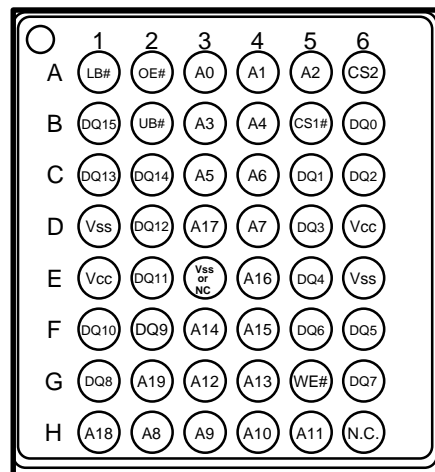 1 2 3 4 5 6
A LB# OE# A0 A1 A2 CS2
B DQ15 UB# A3 A4 CS1# DQ0
C DQ13 DQ14 A5 A6 DQ1 DQ2
D Vss DQ12 A17 A7 DQ3 Vcc
E Vcc DQ11 Vss or NC A16 DQ4 Vss
F DQ10 DQ9 A14 A15 DQ6 DQ5
G DQ8 A19 A12 A13 WE# DQ7
H A18 A8 A9 A10 A11 N.C.